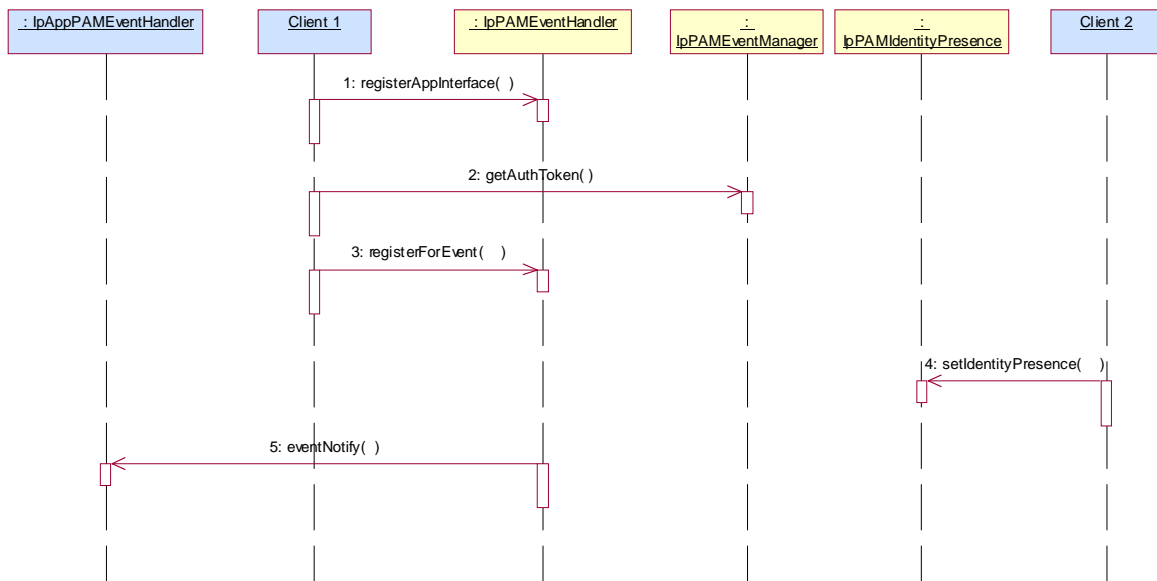 : IpAppPAMEventHandler
Client 1
: IpPAMEventHandler
:
IpPAMEventManager
:
IpPAMIdentityPresence
Client 2
1: registerAppInterface( )
2: getAuthToken( )
3: registerForEvent( )
4: setIdentityPresence( )
5: eventNotify( )